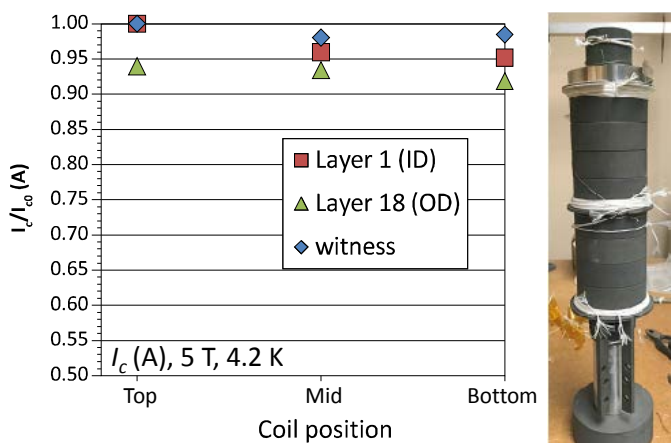 1.00
0.95
0.90
0.85
0.80
0.75
0.70
0.65
0.60
0.55
0.50
Ic/Ic0 (A)
Layer 1 (ID)
Layer 18 (OD)
witness
Ic (A), 5 T, 4.2 K
Top Mid Bottom
Coil position